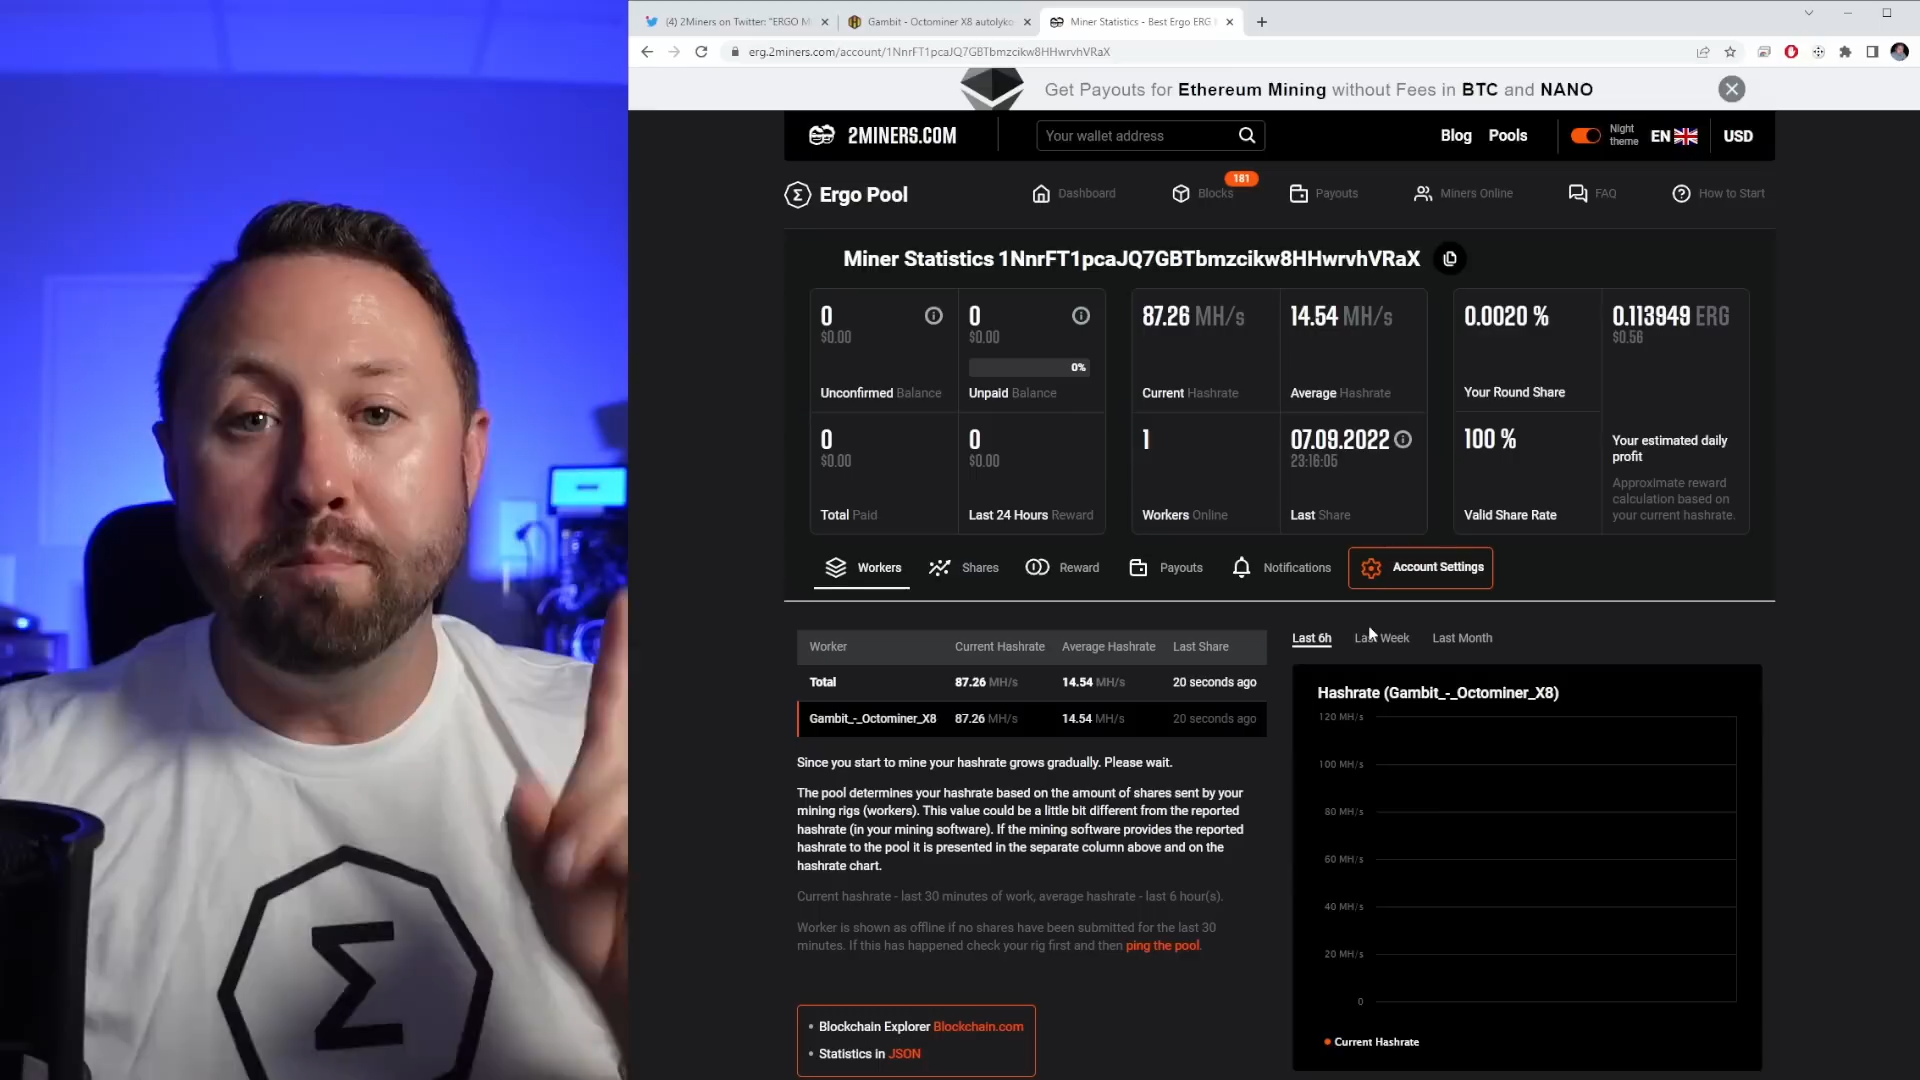 (4) 2Miners on Twitter: "ERGO M
Gambit - Octominer X8 autolyko
Miner Statistics - Best Ergo ERG
erg.2miners.com/account/1NnrFT1pcaJQ7GBTbmzcikw8HHwrvhVRaX
Get Payouts for Ethereum Mining without Fees in BTC and NANO
2MINERS.COM
Your wallet address
Blog
Pools
Night theme
EN
USD
Σ Ergo Pool
Dashboard
Blocks
181
Payouts
Miners Online
FAQ
How to Start
Miner Statistics 1NnrFT1pcaJQ7GBTbmzcikw8HHwrvhVRaX
0
$0.00
Unconfirmed Balance
0
$0.00
0%
Unpaid Balance
87.26 MH/s
Current Hashrate
14.54 MH/s
Average Hashrate
0.0020 %
Your Round Share
0.113949 ERG
$0.56
Your estimated daily
profit
Approximate reward
calculation based on
your current hashrate.
0
$0.00
Total Paid
0
$0.00
Last 24 Hours Reward
1
Workers Online
07.09.2022
23:16:05
Last Share
100 %
Valid Share Rate
Workers
Shares
Reward
Payouts
Notifications
Account Settings
Worker Current Hashrate Average Hashrate Last Share
Total 87.26 MH/s 14.54 MH/s 20 seconds ago
Gambit_-_Octominer_X8 87.26 MH/s 14.54 MH/s 20 seconds ago
Since you start to mine your hashrate grows gradually. Please wait.
The pool determines your hashrate based on the amount of shares sent by your
mining rigs (workers). This value could be a little bit different from the reported
hashrate (in your mining software). If the mining software provides the reported
hashrate to the pool it is presented in the separate column above and on the
hashrate chart.
Current hashrate - last 30 minutes of work, average hashrate - last 6 hour(s).
Worker is shown as offline if no shares have been submitted for the last 30
minutes. If this has happened check your rig first and then ping the pool.
• Blockchain Explorer Blockchain.com
• Statistics in JSON
Last 6h
Last Week
Last Month
Hashrate (Gambit_-_Octominer_X8)
120 MH/s
100 MH/s
80 MH/s
60 MH/s
40 MH/s
20 MH/s
0
Current Hashrate
Σ